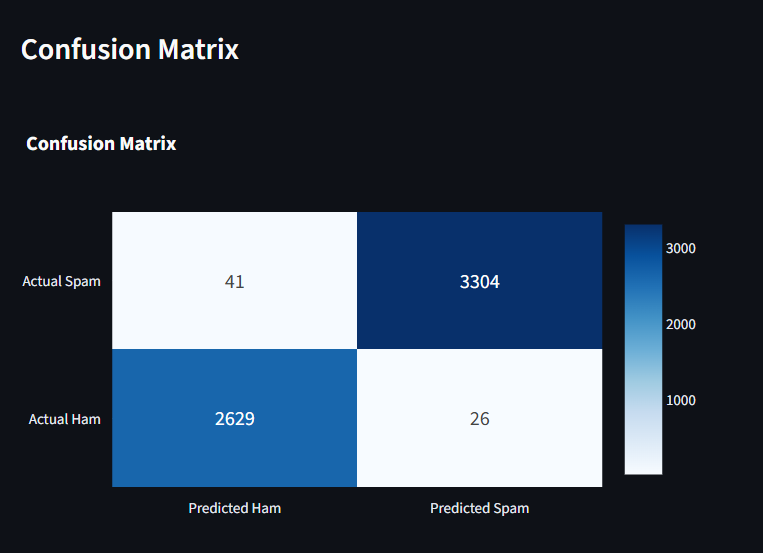 Confusion Matrix
Confusion Matrix
Actual Spam 41 3304
Actual Ham 2629 26
Predicted Ham Predicted Spam
3000
2000
1000